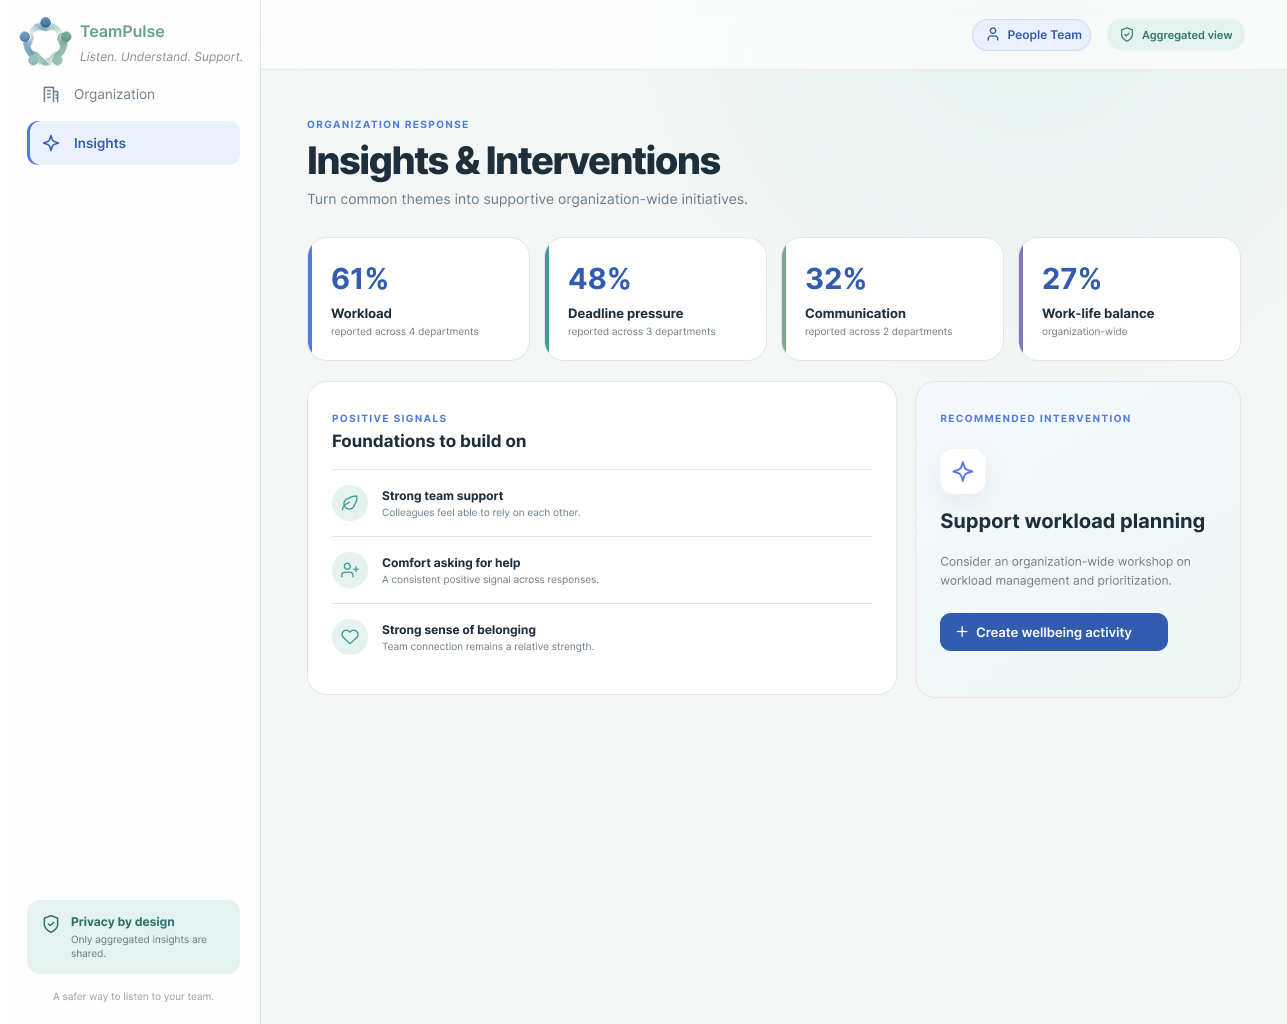 TeamPulse
Listen. Understand. Support.
Organization
Insights
Privacy by design
Only aggregated insights are
shared.
A safer way to listen to your team.
People Team
Aggregated view
ORGANIZATION RESPONSE
Insights & Interventions
Turn common themes into supportive organization-wide initiatives.
61%
Workload
reported across 4 departments
48%
Deadline pressure
reported across 3 departments
32%
Communication
reported across 2 departments
27%
Work-life balance
organization-wide
POSITIVE SIGNALS
Foundations to build on
Strong team support
Colleagues feel able to rely on each other.
Comfort asking for help
A consistent positive signal across responses.
Strong sense of belonging
Team connection remains a relative strength.
RECOMMENDED INTERVENTION
Support workload planning
Consider an organization-wide workshop on
workload management and prioritization.
Create wellbeing activity